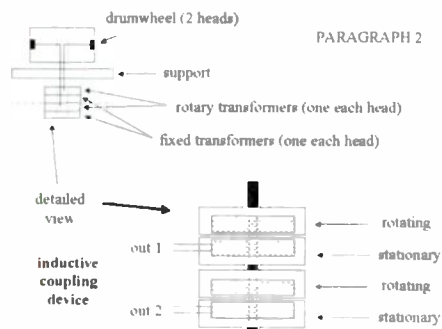 drumwheel (2 heads)
PARAGRAPH 2
support
rotary transformers (one each head)
fixed transformers (one each head)
detailed
view
rotating
out 1
stationary
inductive
coupling
device
rotating
out 2
stationary